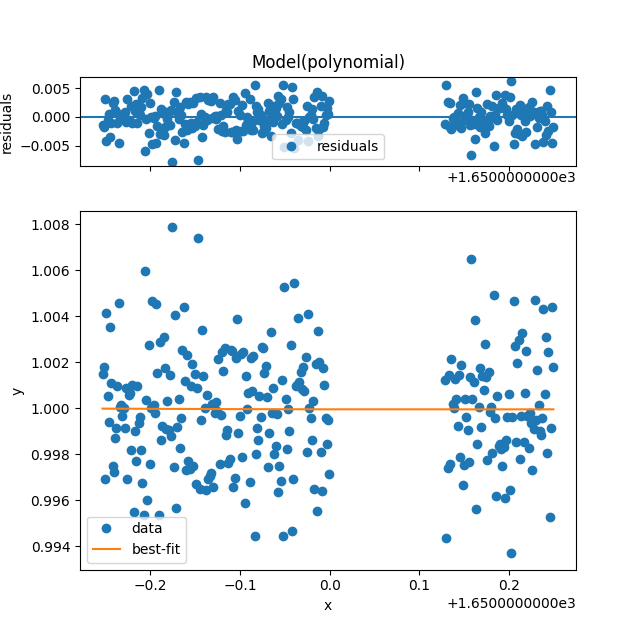 Model(polynomial)
residuals
0.005
0.000
−0.005
residuals
+1.6500000000e3
y
1.008
1.006
1.004
1.002
1.000
0.998
0.996
0.994
data
best-fit
−0.2
−0.1
0.0
0.1
0.2
x
+1.6500000000e3